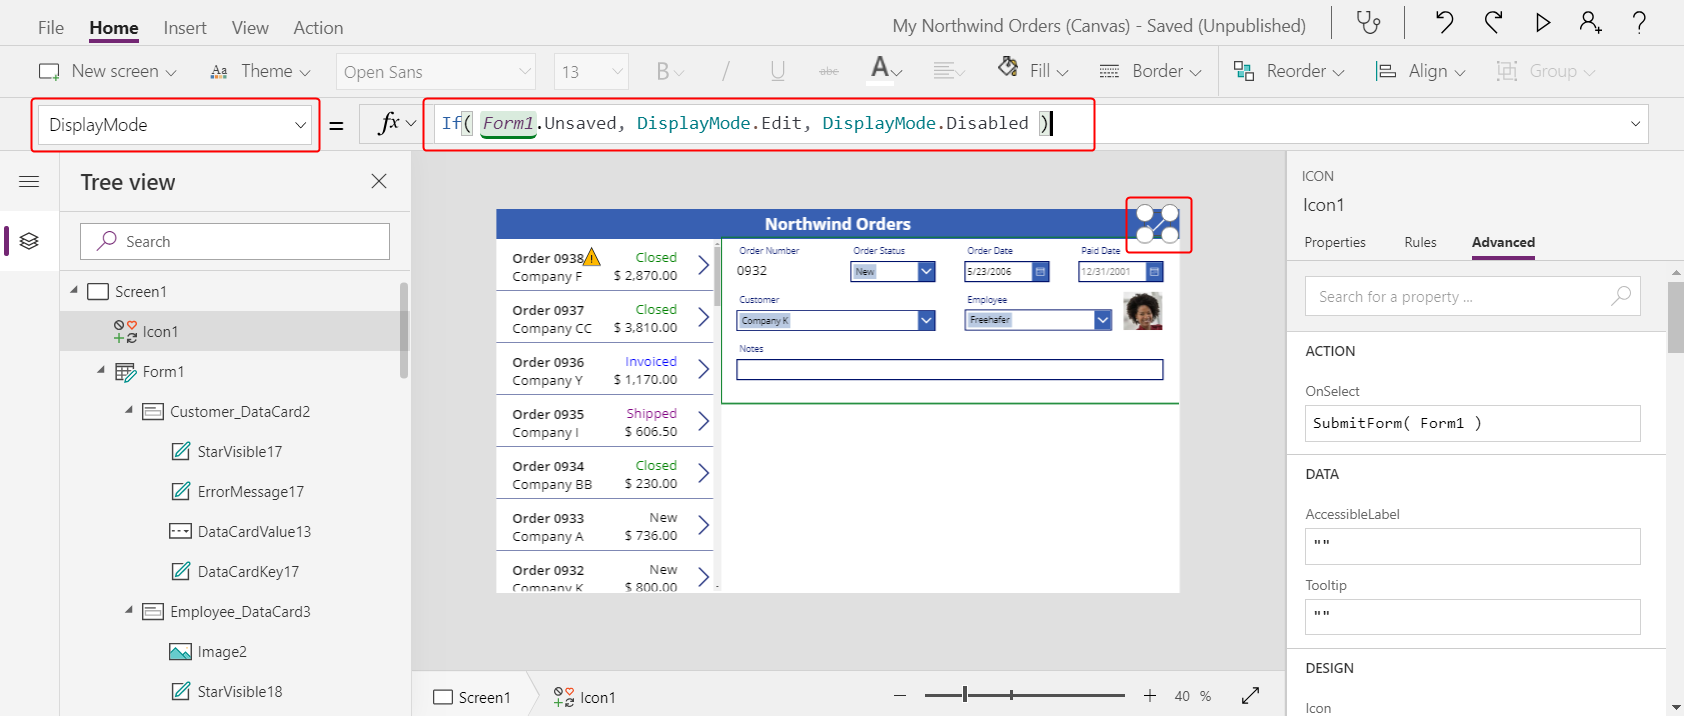 File Home Insert View Action My Northwind Orders (Canvas) - Saved (Unpublished) ?
New screen Aa Theme Open Sans 13 B / U abc A Fill Border Reorder Align Group
DisplayMode = fx If( Form1.Unsaved, DisplayMode.Edit, DisplayMode.Disabled )
Tree view
Search
Screen1
Icon1
Form1
Customer_DataCard2
StarVisible17
ErrorMessage17
DataCardValue13
DataCardKey17
Employee_DataCard3
Image2
StarVisible18
Northwind Orders
Order 0938 Closed
Company F $ 2,870.00
Order 0937 Closed
Company CC $ 3,810.00
Order 0936 Invoiced
Company Y $ 1,170.00
Order 0935 Shipped
Company I $ 606.50
Order 0934 Closed
Company BB $ 230.00
Order 0933 New
Company A $ 736.00
Order 0932 New
Company K $ 800.00
Order Number Order Status Order Date Paid Date
0932 New 5/23/2006 12/31/2001
Customer Employee
Company K Freehafer
Notes
Screen1 Icon1 40 %
ICON
Icon1
Properties Rules Advanced
Search for a property ...
ACTION
OnSelect
SubmitForm( Form1 )
DATA
AccessibleLabel
""
Tooltip
""
DESIGN
Icon